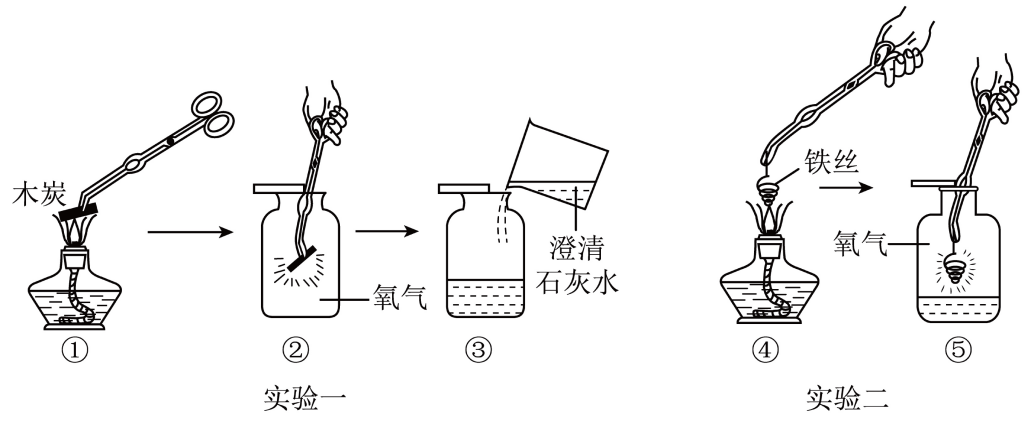 木炭
氧气
澄清
石灰水
铁丝
氧气
①
②
③
④
⑤
实验一
实验二